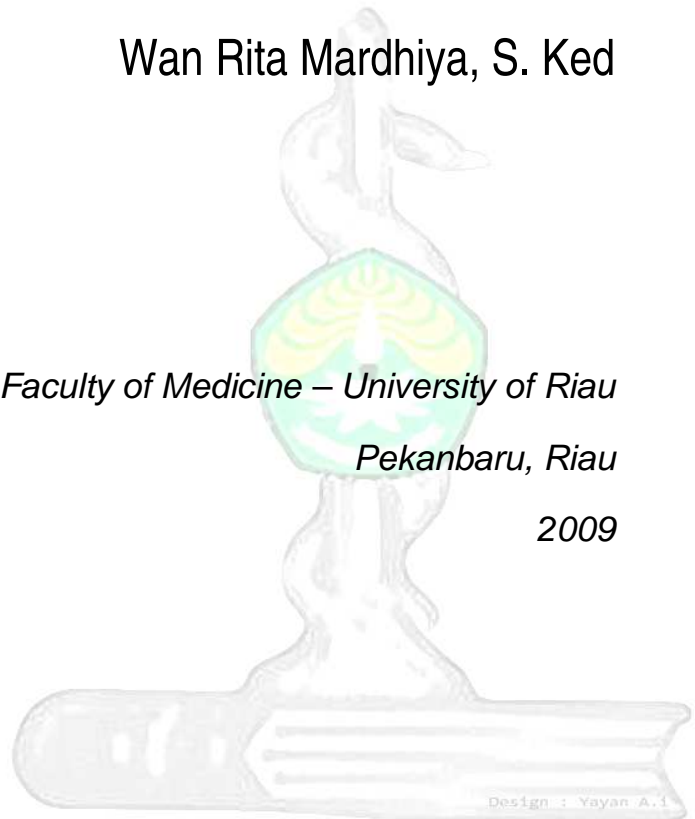 Wan Rita Mardhiya, S. Ked
Faculty of Medicine – University of Riau
Pekanbaru, Riau
2009
Design : Yayan A.i